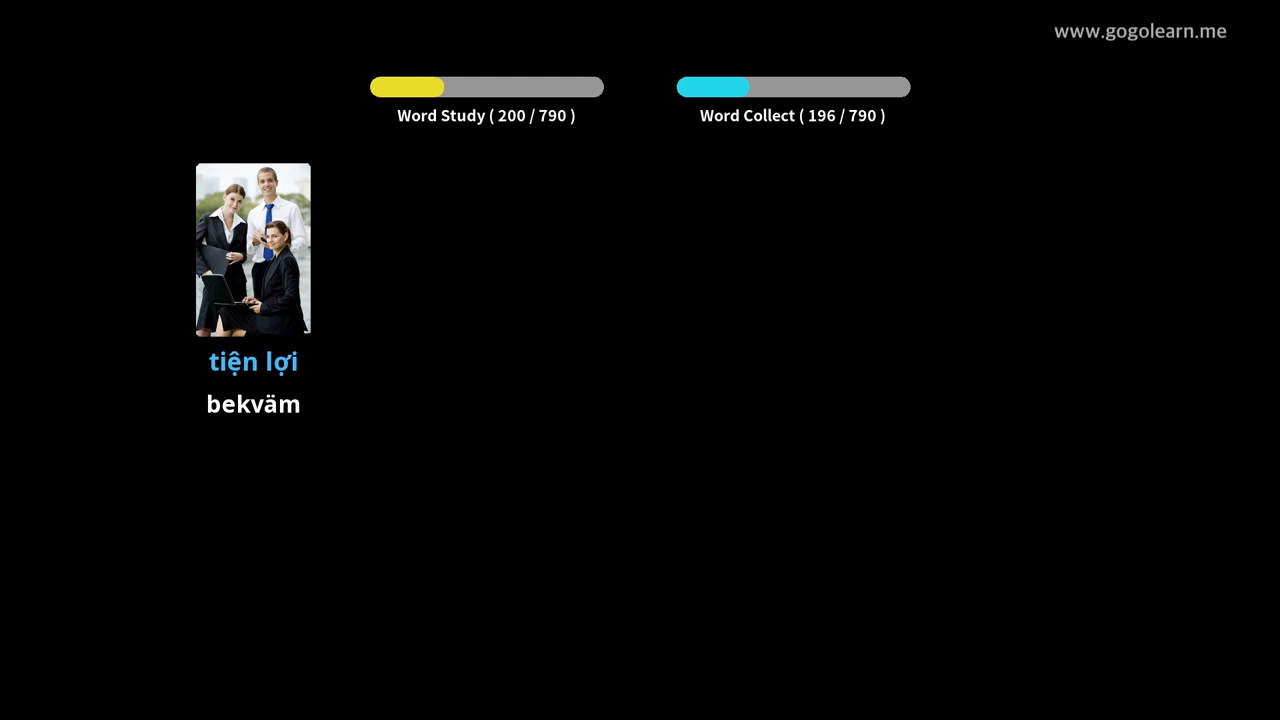 www.gogolearn.me
Word Study ( 200 / 790 )
Word Collect ( 196 / 790 )
tiện lợi
bekväm